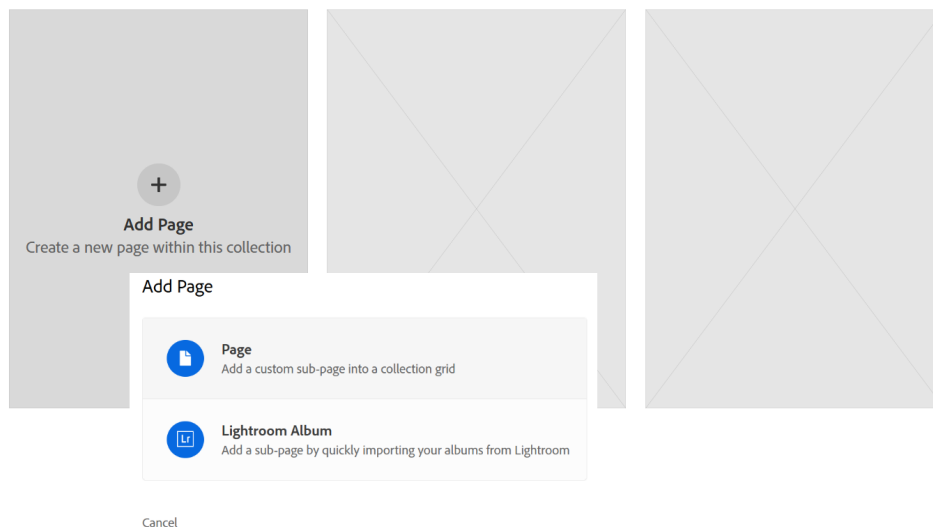 +
Add Page
Create a new page within this collection
Add Page
Page
Add a custom sub-page into a collection grid
Lr
Lightroom Album
Add a sub-page by quickly importing your albums from Lightroom
Cancel